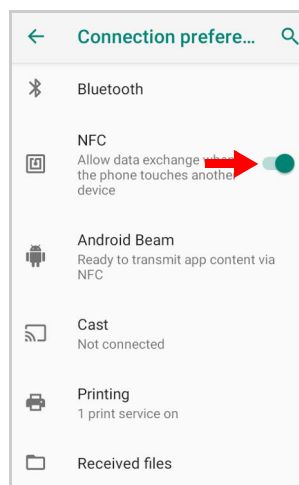 Connection prefere...
Bluetooth
NFC
Allow data exchange when
the phone touches another
device
Android Beam
Ready to transmit app content via
NFC
Cast
Not connected
Printing
1 print service on
Received files